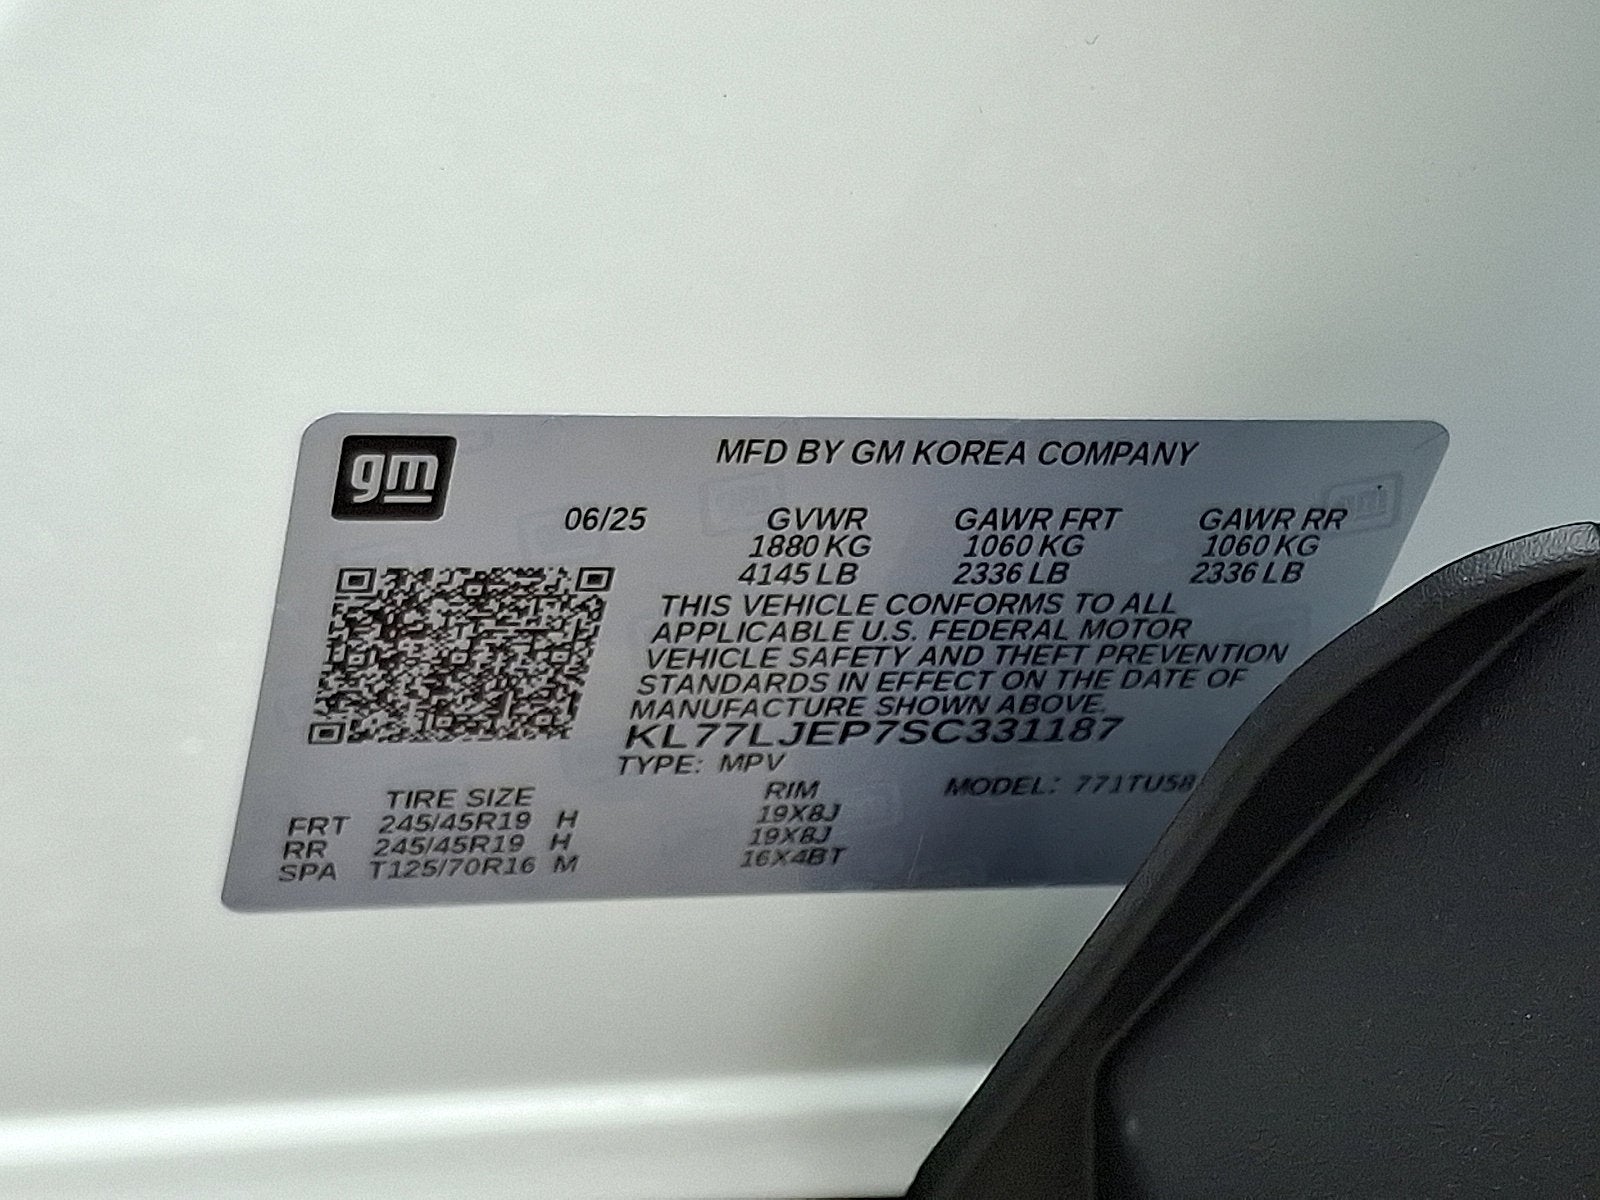 gm
MFD BY GM KOREA COMPANY
06/25 GVWR GAWR FRT GAWR RR
1880 KG 1060 KG 1060 KG
4145 LB 2336 LB 2336 LB
THIS VEHICLE CONFORMS TO ALL
APPLICABLE U.S. FEDERAL MOTOR
VEHICLE SAFETY AND THEFT PREVENTION
STANDARDS IN EFFECT ON THE DATE OF
MANUFACTURE SHOWN ABOVE.
KL77LJEP7SC331187
TYPE: MPV
TIRE SIZE RIM MODEL: 771TU58
FRT 245/45R19 H 19X8J
RR 245/45R19 H 19X8J
SPA T125/70R16 M 16X4BT